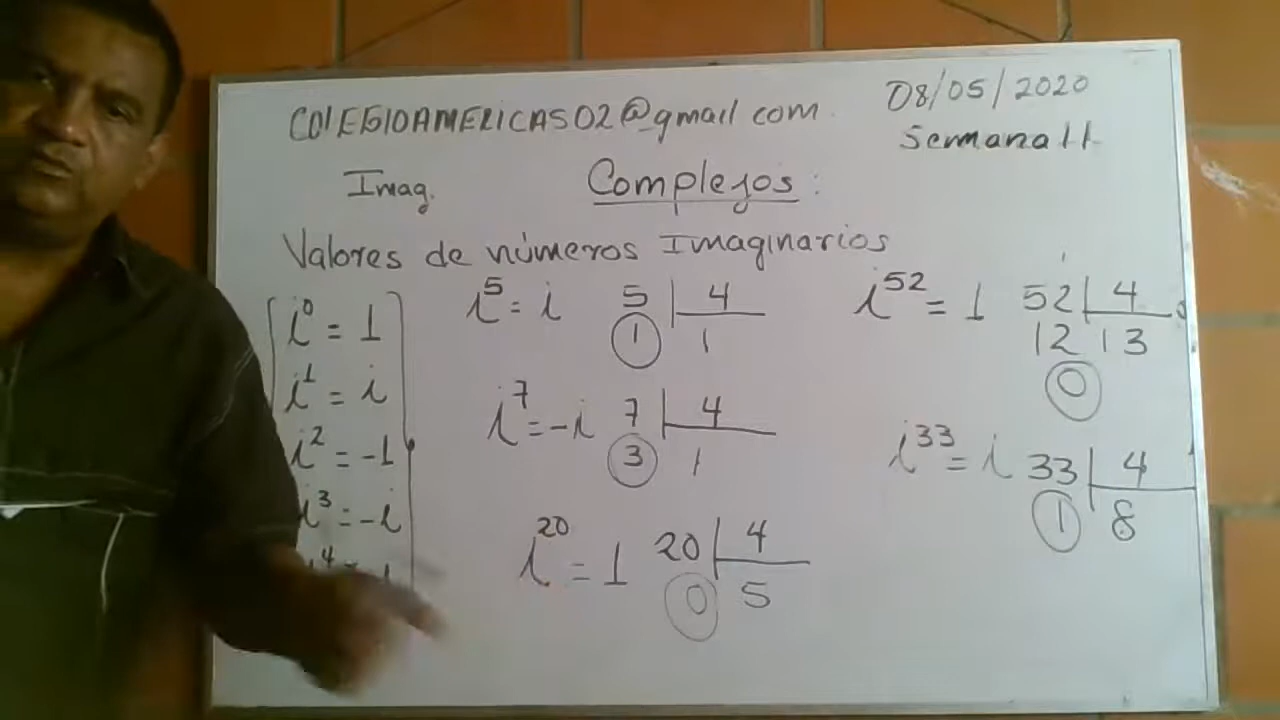 COLEGIOAMERICAS02@gmail com
08/05/2020
Semana 11
Imag.
Complejos:
Valores de números Imaginarios
i⁰ = 1
i¹ = i
i² = -1
i³ = -i
i⁵ = i 5 | 4
1 1
i⁷ = -i 7 | 4
3 1
i²⁰ = 1 20 | 4
0 5
i⁵² = 1 52 | 4
12 13
0
i³³ = i 33 | 4
1 8